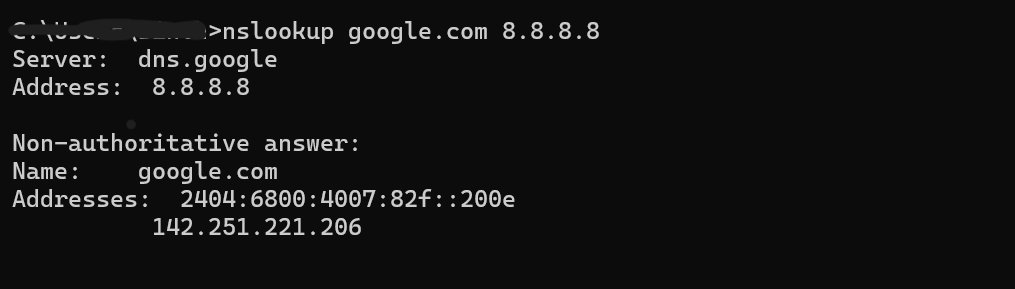 >nslookup google.com 8.8.8.8
Server:  dns.google
Address:  8.8.8.8
Non-authoritative answer:
Name:    google.com
Addresses:  2404:6800:4007:82f::200e
142.251.221.206